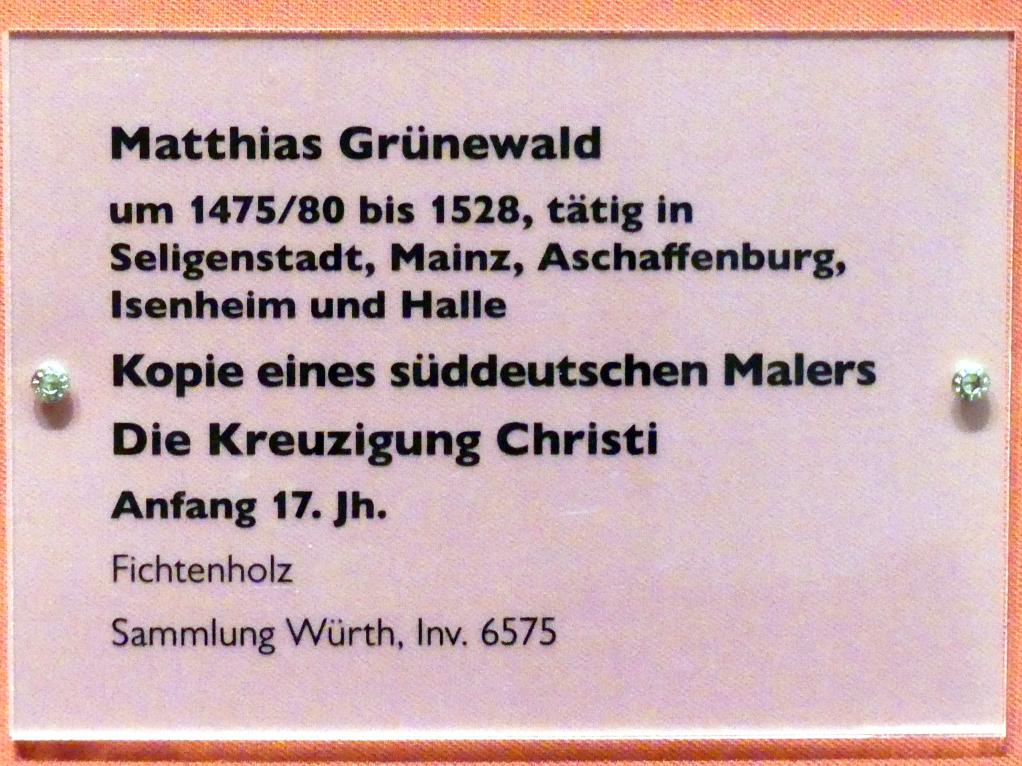 Matthias Grünewald
um 1475/80 bis 1528, tätig in
Seligenstadt, Mainz, Aschaffenburg,
Isenheim und Halle
Kopie eines süddeutschen Malers
Die Kreuzigung Christi
Anfang 17. Jh.
Fichtenholz
Sammlung Würth, Inv. 6575